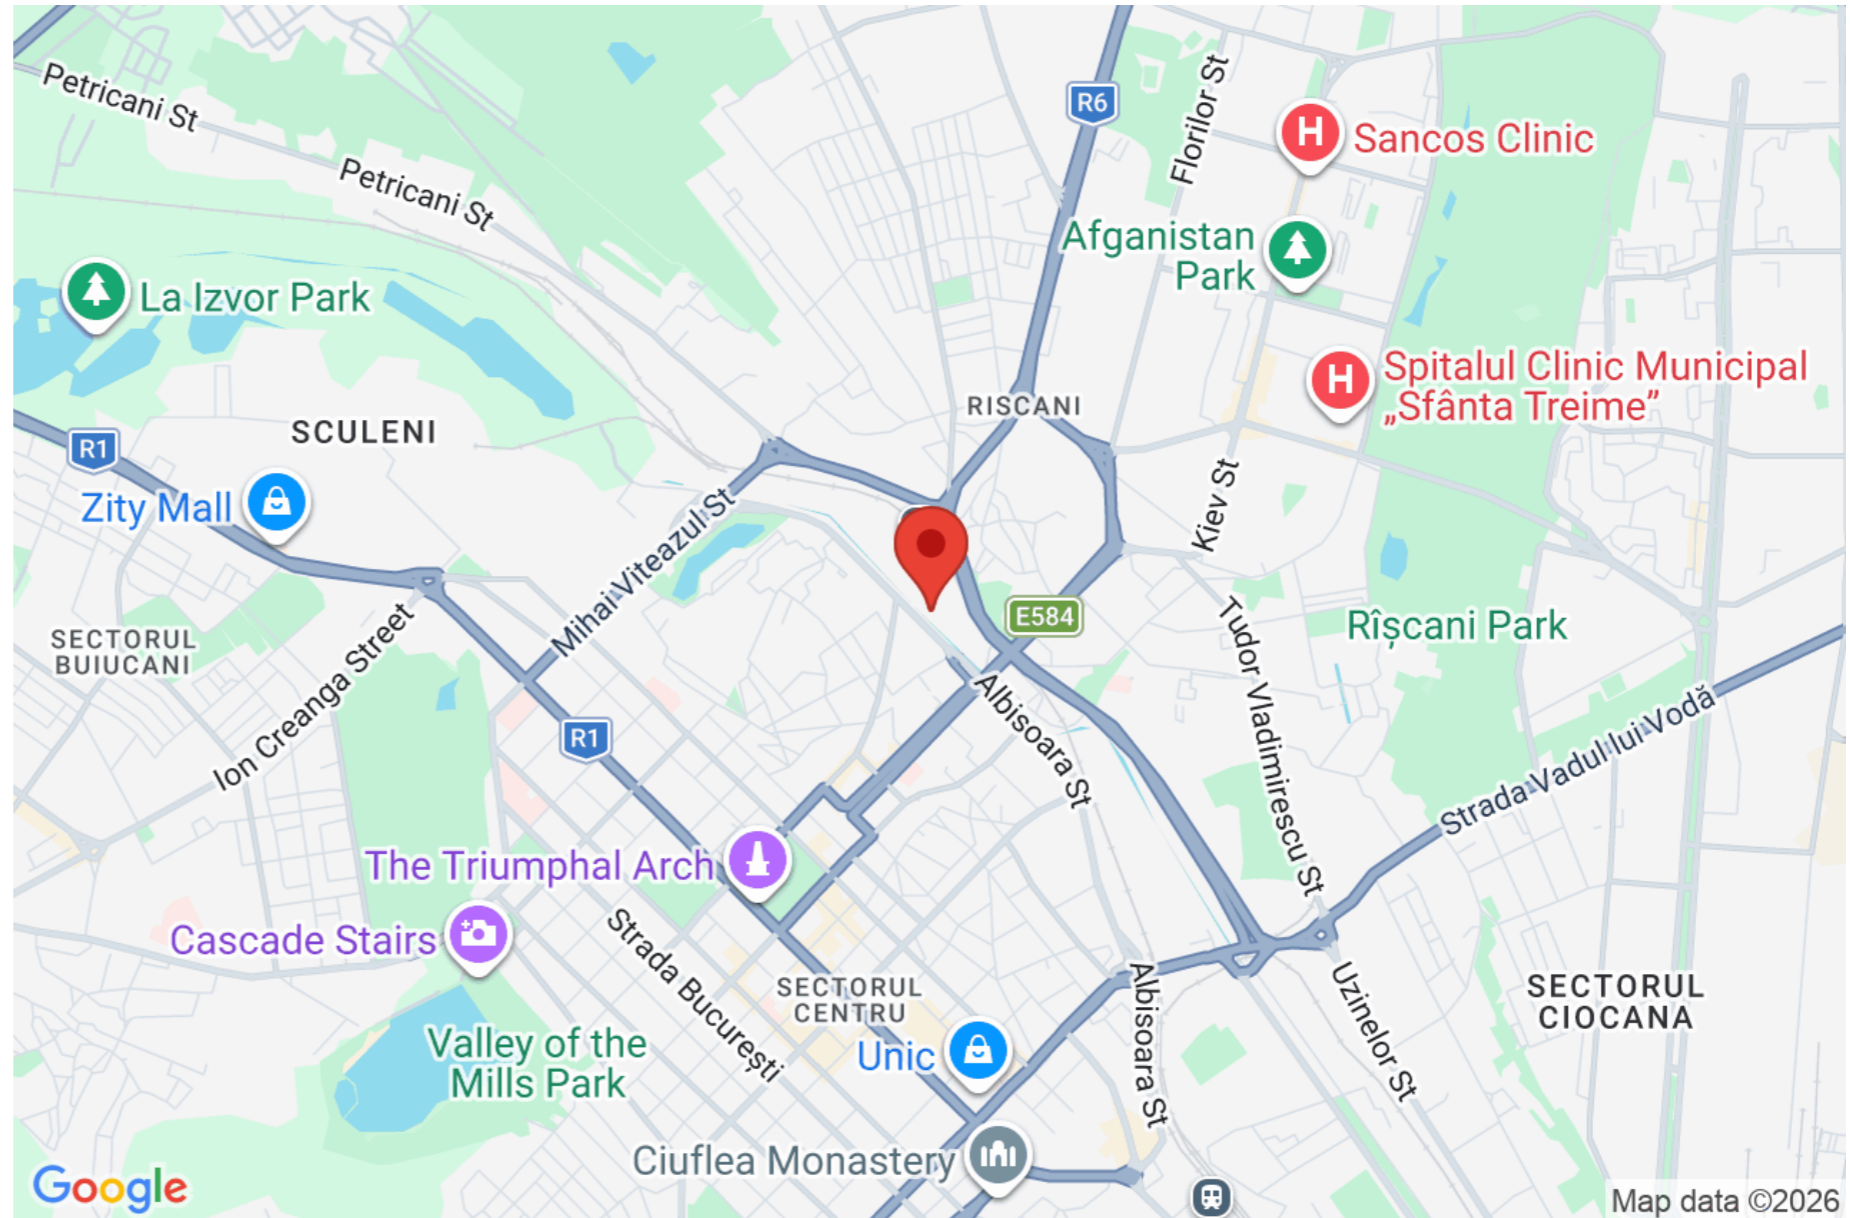 Petricani St
Petricani St
R6
Florilor St
Sancos Clinic
Afganistan
Park
La Izvor Park
Spitalul Clinic Municipal
„Sfânta Treime”
RISCANI
SCULENI
R1
Zity Mall
Kiev St
Mihai Viteazul St
E584
Rîșcani Park
SECTORUL
BUIUCANI
Ion Creanga Street
Tudor Vladimirescu St
Albisoara St
R1
Strada Vadul lui Vodă
The Triumphal Arch
Cascade Stairs
Strada București
SECTORUL
CENTRU
Albisoara St
Uzinelor St
SECTORUL
CIOCANA
Valley of the
Mills Park
Unic
Ciuflea Monastery
Google
Map data ©2026